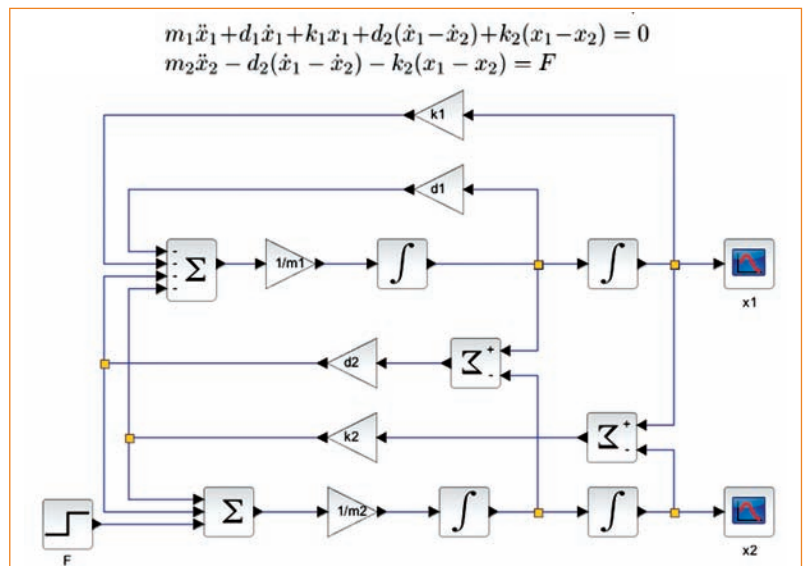 m₁ẍ₁+d₁ẋ₁+k₁x₁+d₂(ẋ₁−ẋ₂)+k₂(x₁−x₂) = 0
m₂ẍ₂ − d₂(ẋ₁ − ẋ₂) − k₂(x₁ − x₂) = F
k1
d1
- - - - Σ 1/m1 ∫ ∫
x1
d2 Σ + -
k2 Σ + -
Σ 1/m2 ∫ ∫
F x2